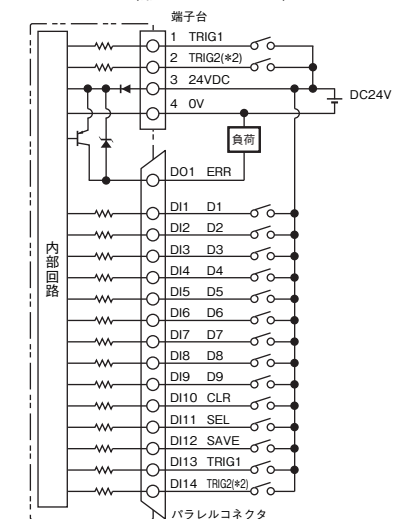 端子台
1 TRIG1
2 TRIG2(*2)
3 24VDC
4 0V
DC24V
負荷
DO1 ERR
DI1 D1
DI2 D2
DI3 D3
DI4 D4
DI5 D5
DI6 D6
DI7 D7
DI8 D8
DI9 D9
DI10 CLR
DI11 SEL
DI12 SAVE
DI13 TRIG1
DI14 TRIG2(*2)
内部回路
パラレルコネクタ